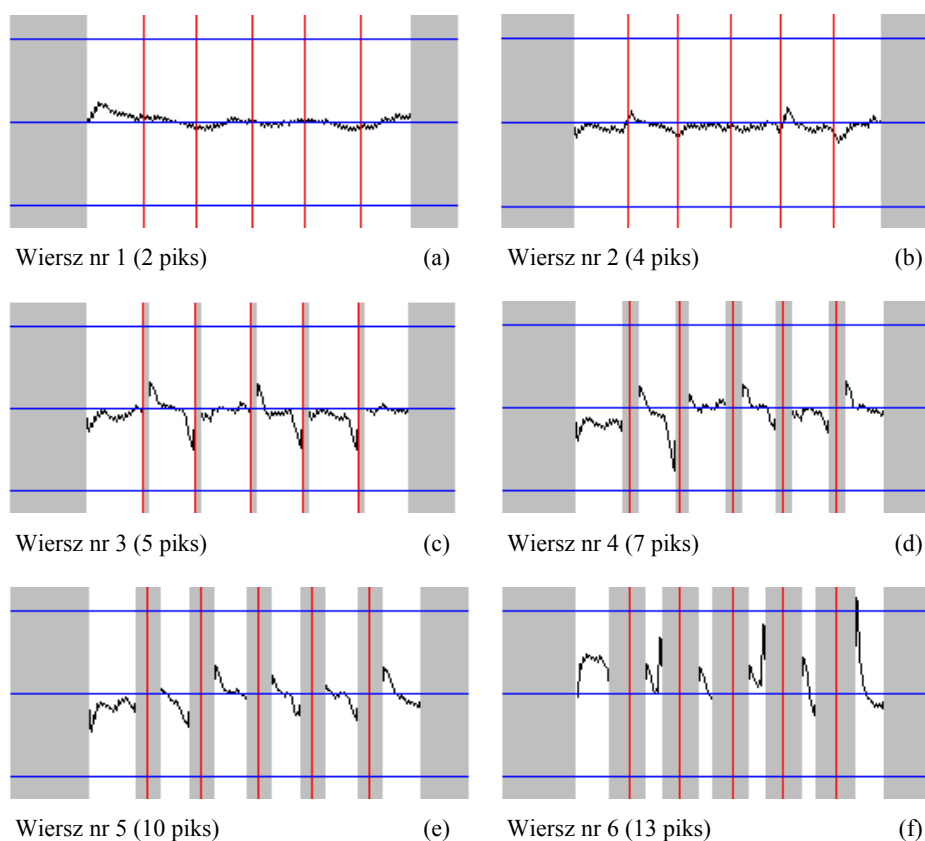 Wiersz nr 1 (2 piks) (a)
Wiersz nr 2 (4 piks) (b)
Wiersz nr 3 (5 piks) (c)
Wiersz nr 4 (7 piks) (d)
Wiersz nr 5 (10 piks) (e)
Wiersz nr 6 (13 piks) (f)